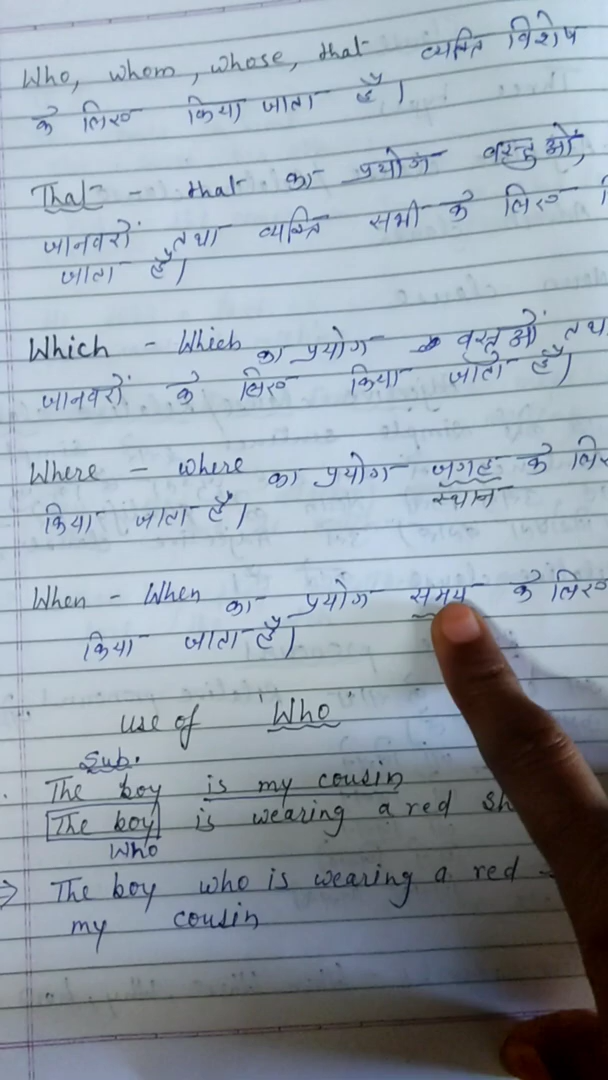 Who, whom, whose, that व्यक्ति विशेष
के लिए किया जाता है।
That - that का प्रयोग वस्तुओं,
जानवरों तथा व्यक्ति सभी के लिए
जाता है।
Which - Which का प्रयोग वस्तुओं तथा
जानवरों के लिए किया जाता है।
Where - where का प्रयोग जगह के लिए
स्थान
किया जाता है।
When - When का प्रयोग समय के लिए
किया जाता है।
use of 'Who'
Sub.
The boy is my cousin
The boy is wearing a red
Who
⇒ The boy who is wearing a red
my cousin